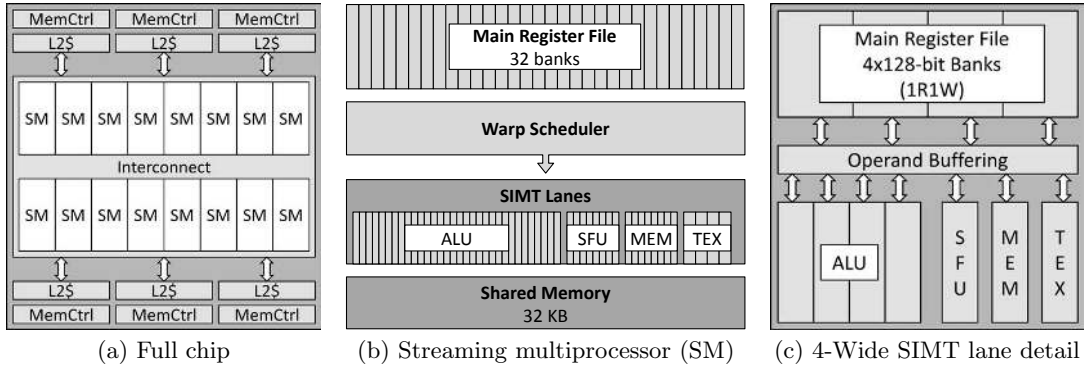 MemCtrl MemCtrl MemCtrl
L2$ L2$ L2$
SM SM SM SM SM SM SM SM
Interconnect
SM SM SM SM SM SM SM SM
L2$ L2$ L2$
MemCtrl MemCtrl MemCtrl
(a) Full chip
Main Register File
32 banks
Warp Scheduler
SIMT Lanes
ALU SFU MEM TEX
Shared Memory
32 KB
(b) Streaming multiprocessor (SM)
Main Register File
4x128-bit Banks
(1R1W)
Operand Buffering
ALU
SFU
MEM
TEX
(c) 4-Wide SIMT lane detail